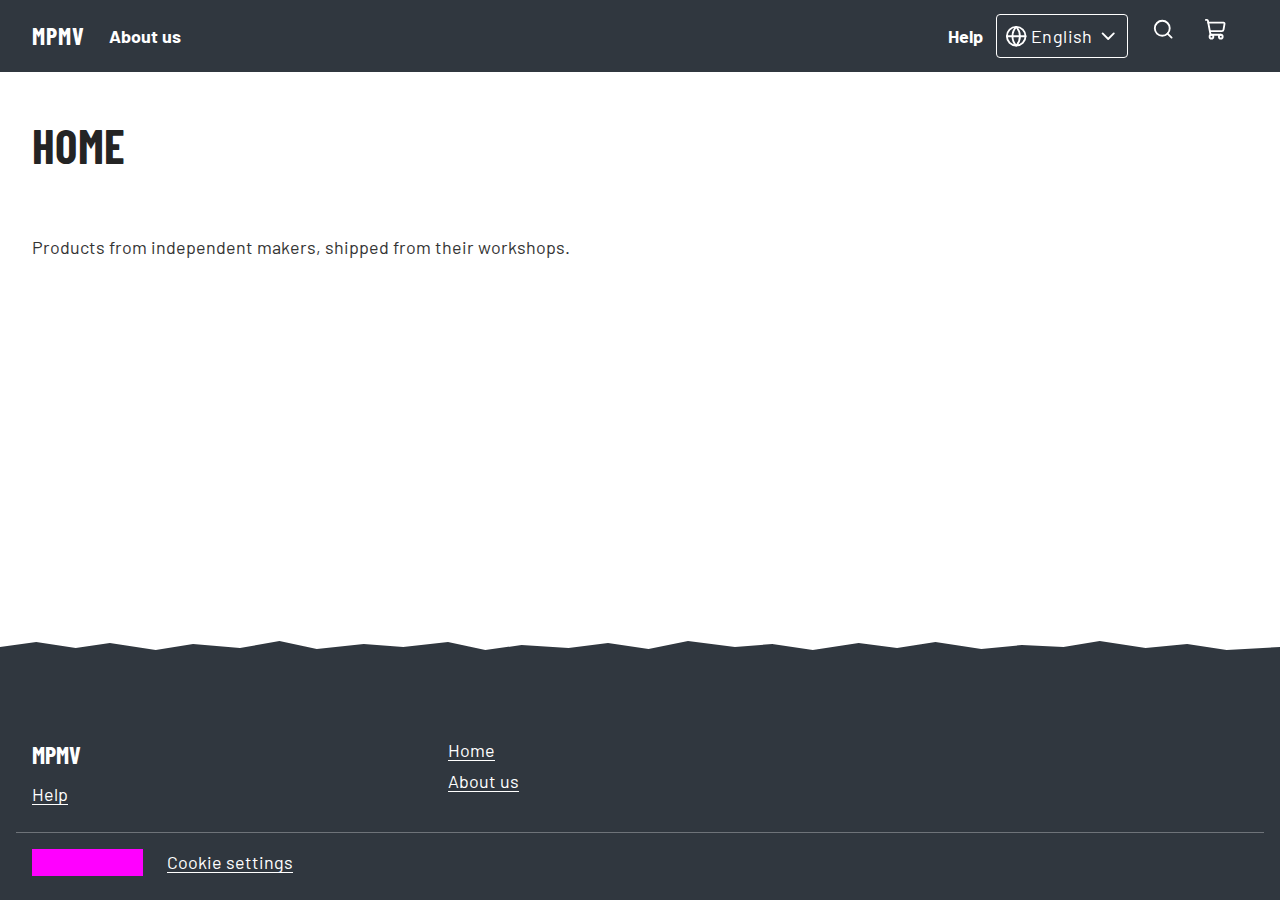 MPMV About us Help English
HOME
Products from independent makers, shipped from their workshops.
MPMV
Help
Home
About us
Cookie settings